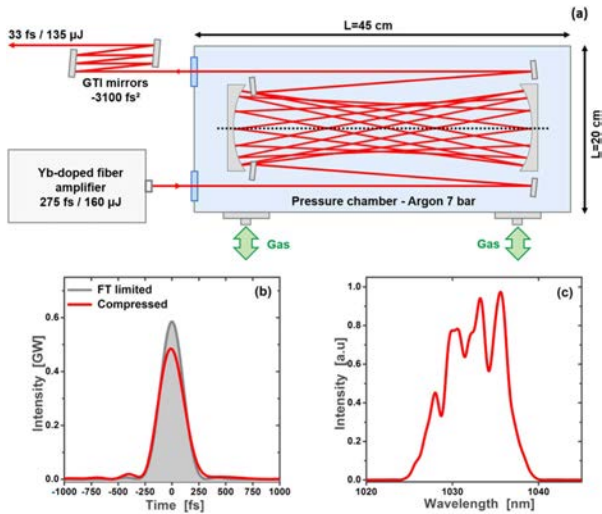 (a)
33 fs / 135 µJ
GTI mirrors
-3100 fs²
L=45 cm
L=20 cm
Yb-doped fiber
amplifier
275 fs / 160 µJ
Pressure chamber - Argon 7 bar
Gas
Gas
(b)
FT limited
Compressed
Intensity [GW]
0.6
0.4
0.2
0.0
-1000 -750 -500 -250 0 250 500 750 1000
Time [fs]
(c)
Intensity [a.u]
1.0
0.8
0.6
0.4
0.2
0.0
1020 1030 1040
Wavelength [nm]